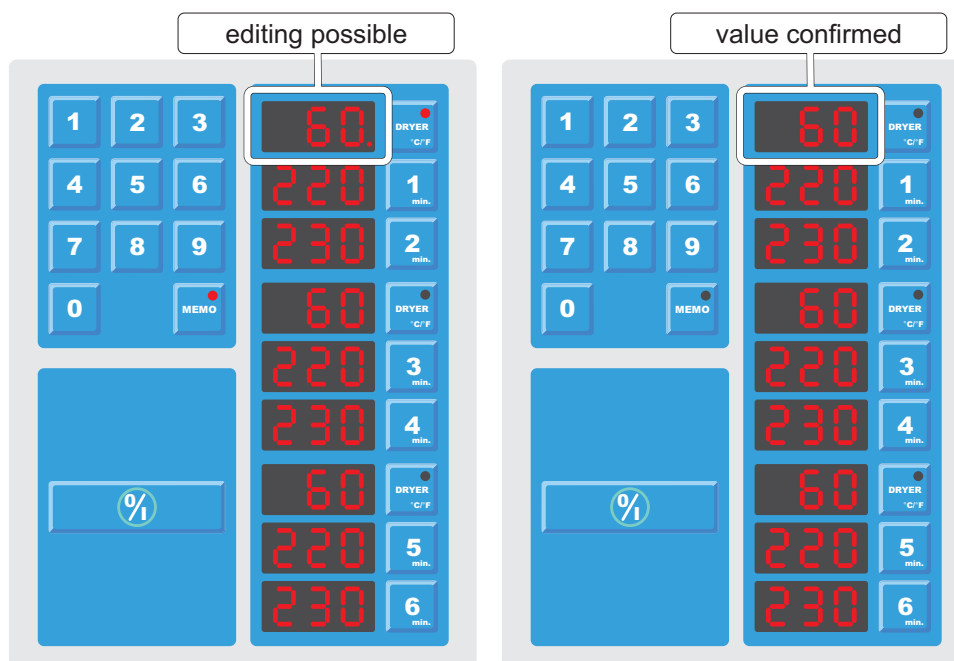 editing possible
1 2 3
4 5 6
7 8 9
0 MEMO
%
60. DRYER °C/°F
220 1 min.
230 2 min.
60 DRYER °C/°F
220 3 min.
230 4 min.
60 DRYER °C/°F
220 5 min.
230 6 min.
value confirmed
1 2 3
4 5 6
7 8 9
0 MEMO
%
60 DRYER °C/°F
220 1 min.
230 2 min.
60 DRYER °C/°F
220 3 min.
230 4 min.
60 DRYER °C/°F
220 5 min.
230 6 min.